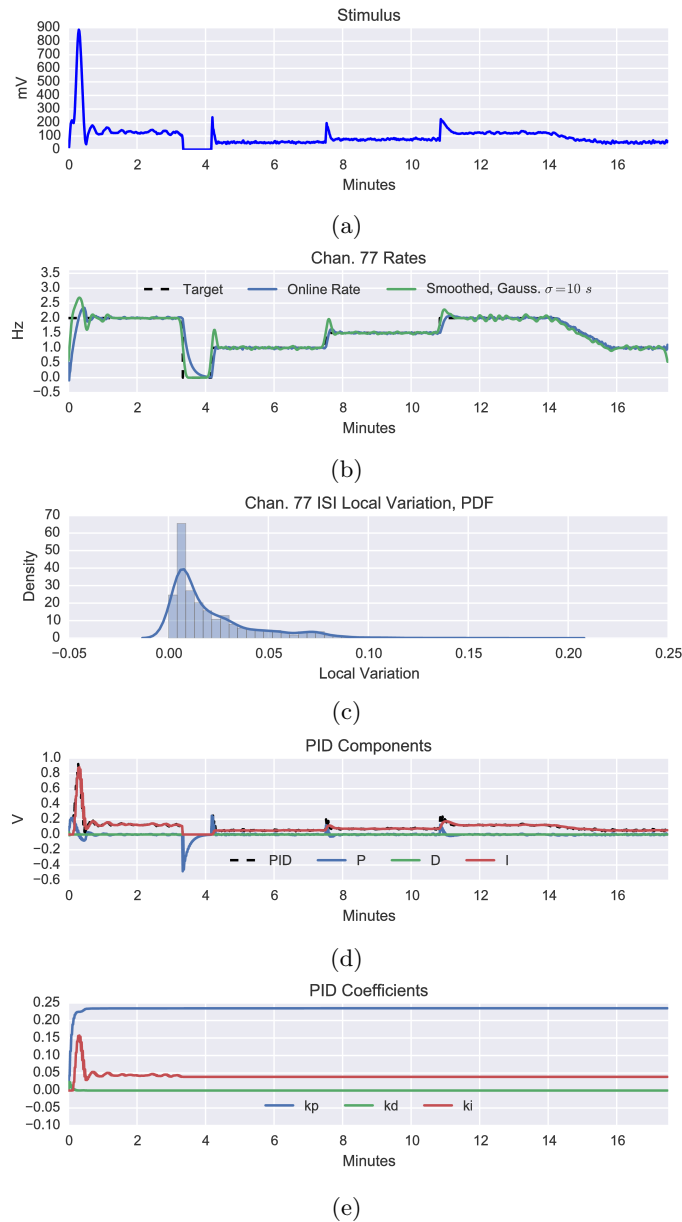 Stimulus
900
800
700
600
500
400
300
200
100
0
mV
0 2 4 6 8 10 12 14 16
Minutes
(a)
Chan. 77 Rates
3.5
3.0
2.5
2.0
1.5
1.0
0.5
0.0
−0.5
Hz
Target Online Rate Smoothed, Gauss. σ=10 s
0 2 4 6 8 10 12 14 16
Minutes
(b)
Chan. 77 ISI Local Variation, PDF
70
60
50
40
30
20
10
0
Density
−0.05 0.00 0.05 0.10 0.15 0.20 0.25
Local Variation
(c)
PID Components
1.0
0.8
0.6
0.4
0.2
0.0
−0.2
−0.4
−0.6
V
PID P D I
0 2 4 6 8 10 12 14 16
Minutes
(d)
PID Coefficients
0.25
0.20
0.15
0.10
0.05
0.00
−0.05
−0.10
kp kd ki
0 2 4 6 8 10 12 14 16
Minutes
(e)